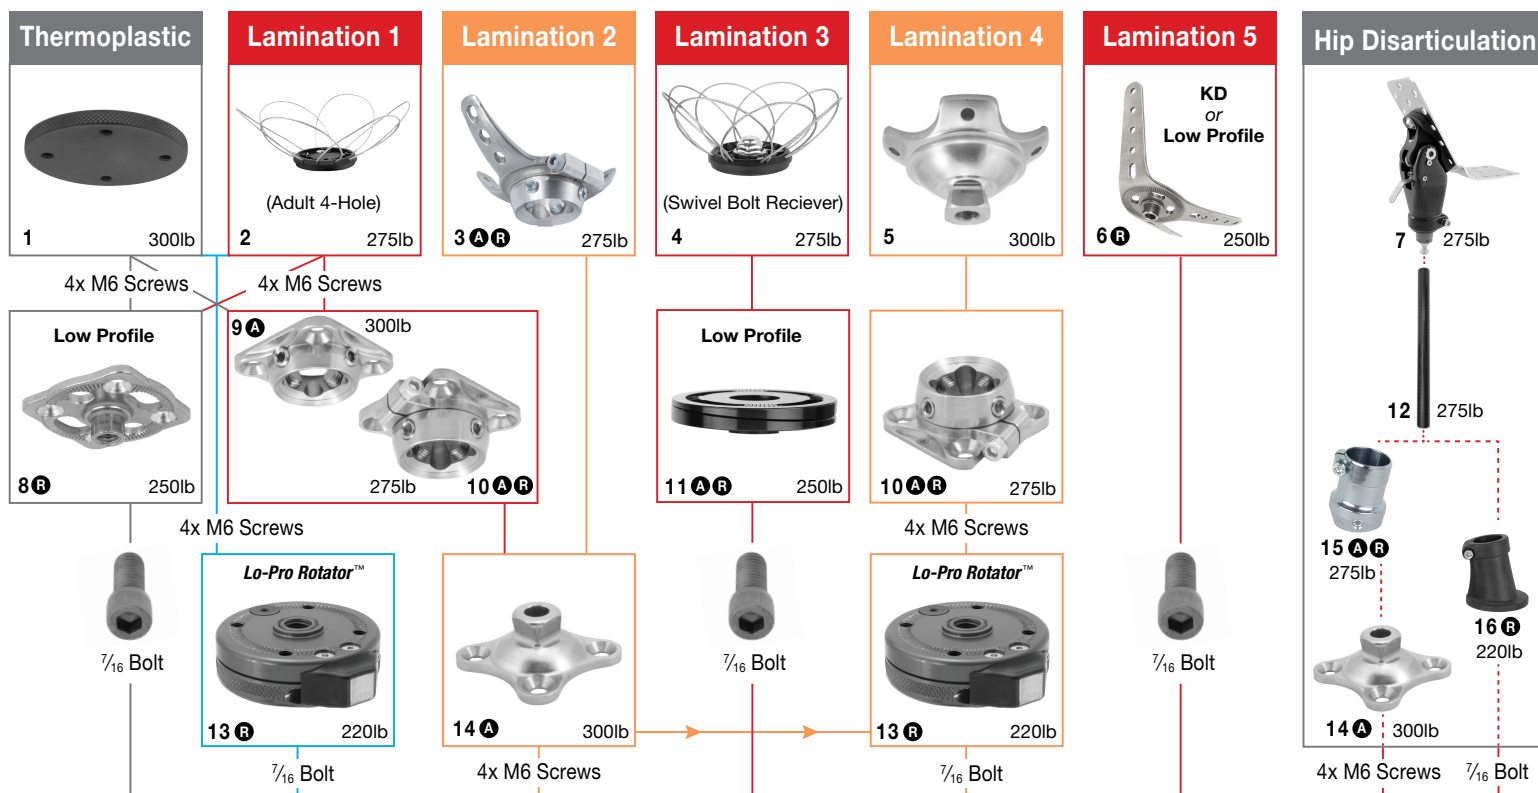 Thermoplastic
Lamination 1
Lamination 2
Lamination 3
Lamination 4
Lamination 5
Hip Disarticulation
1 300lb
(Adult 4-Hole)
2 275lb
3 A R 275lb
(Swivel Bolt Reciever)
4 275lb
5 300lb
KD
or
Low Profile
6 R 250lb
7 275lb
4x M6 Screws
4x M6 Screws
Low Profile
8 R 250lb
9 A 300lb
275lb 10 A R
Low Profile
11 A R 250lb
10 A R 275lb
12 275lb
4x M6 Screws
4x M6 Screws
7/16 Bolt
Lo-Pro Rotator™
13 R 220lb
14 A 300lb
7/16 Bolt
Lo-Pro Rotator™
13 R 220lb
7/16 Bolt
15 A R
275lb
16 R
220lb
14 A 300lb
7/16 Bolt
4x M6 Screws
7/16 Bolt
4x M6 Screws
7/16 Bolt